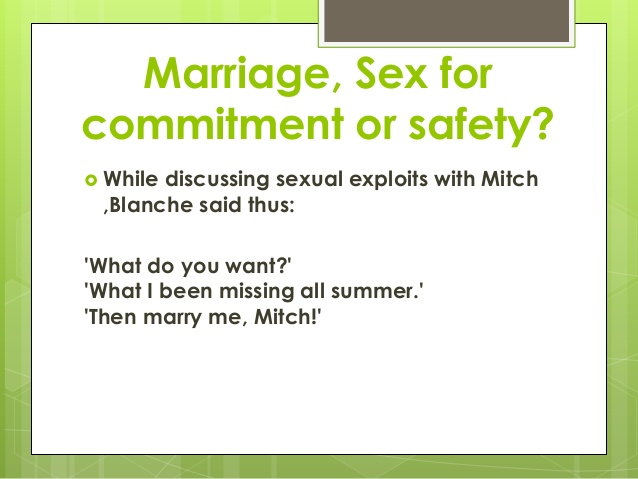 Marriage, Sex for
commitment or safety?
While discussing sexual exploits with Mitch
,Blanche said thus:
'What do you want?'
'What I been missing all summer.'
'Then marry me, Mitch!'